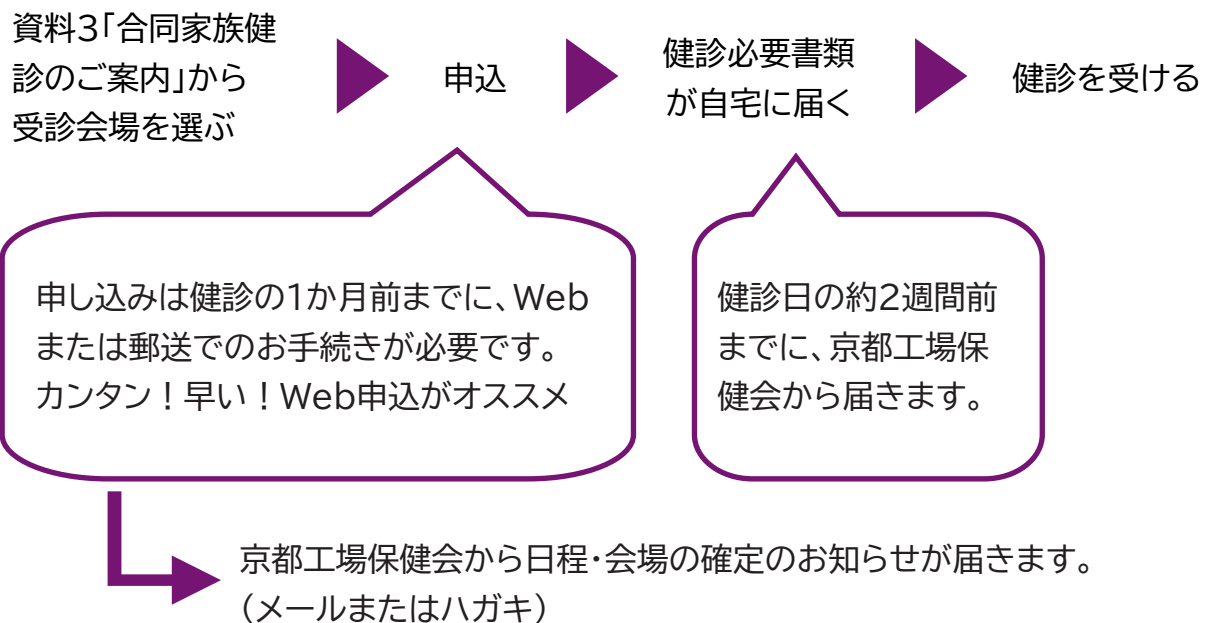 資料3「合同家族健
診のご案内」から
受診会場を選ぶ
申込
健診必要書類
が自宅に届く
健診を受ける
申し込みは健診の1か月前までに、Web
または郵送でのお手続きが必要です。
カンタン！早い！Web申込がオススメ
健診日の約2週間前
までに、京都工場保
健会から届きます。
京都工場保健会から日程・会場の確定のお知らせが届きます。
(メールまたはハガキ)